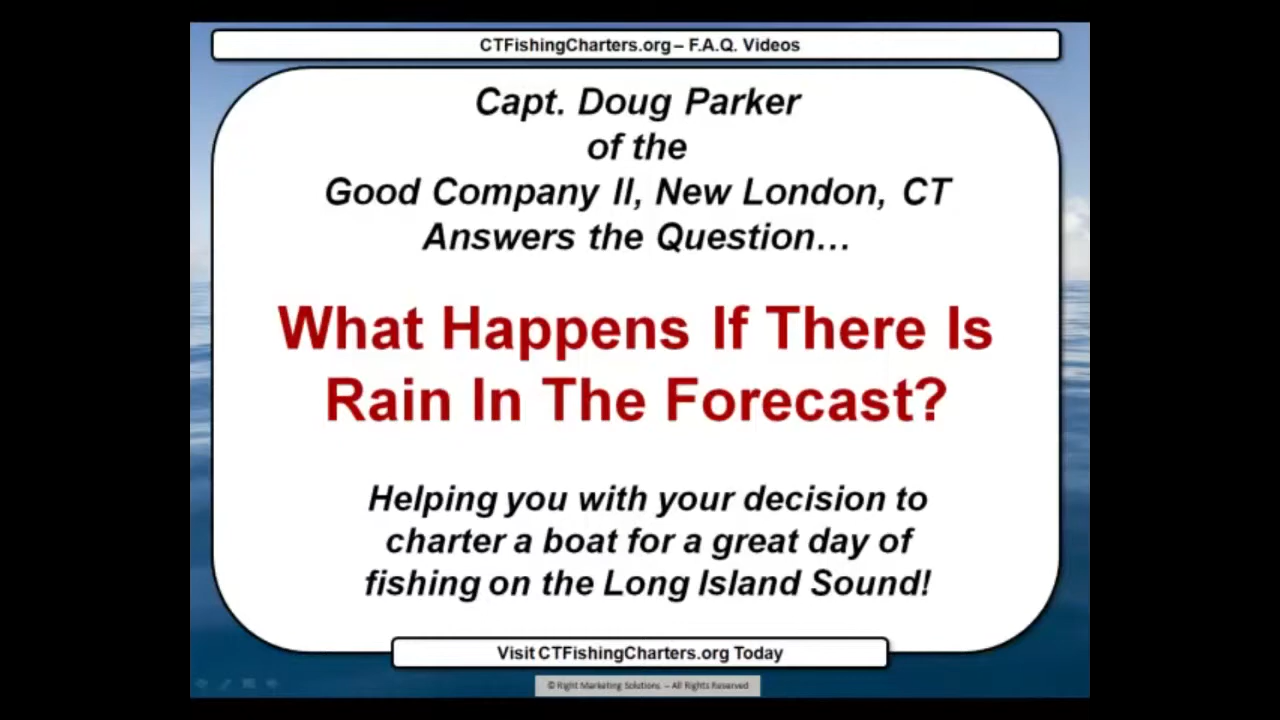 CTFishingCharters.org – F.A.Q. Videos
Capt. Doug Parker
of the
Good Company II, New London, CT
Answers the Question…
What Happens If There Is
Rain In The Forecast?
Helping you with your decision to
charter a boat for a great day of
fishing on the Long Island Sound!
Visit CTFishingCharters.org Today
© Right Marketing Solutions – All Rights Reserved